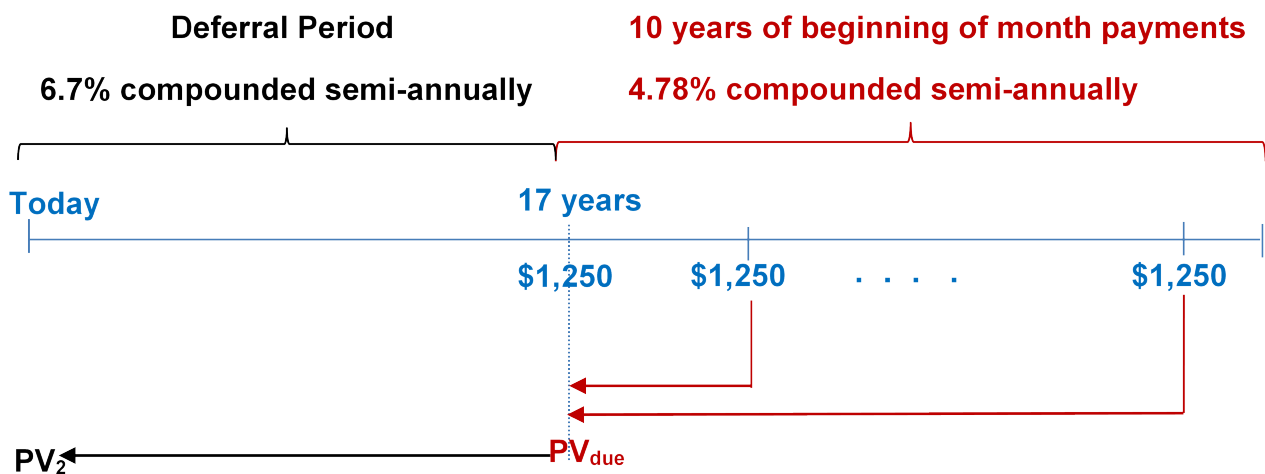 Deferral Period
10 years of beginning of month payments
6.7% compounded semi-annually
4.78% compounded semi-annually
Today
17 years
$1,250
$1,250
. . . .
$1,250
PV2
PVdue